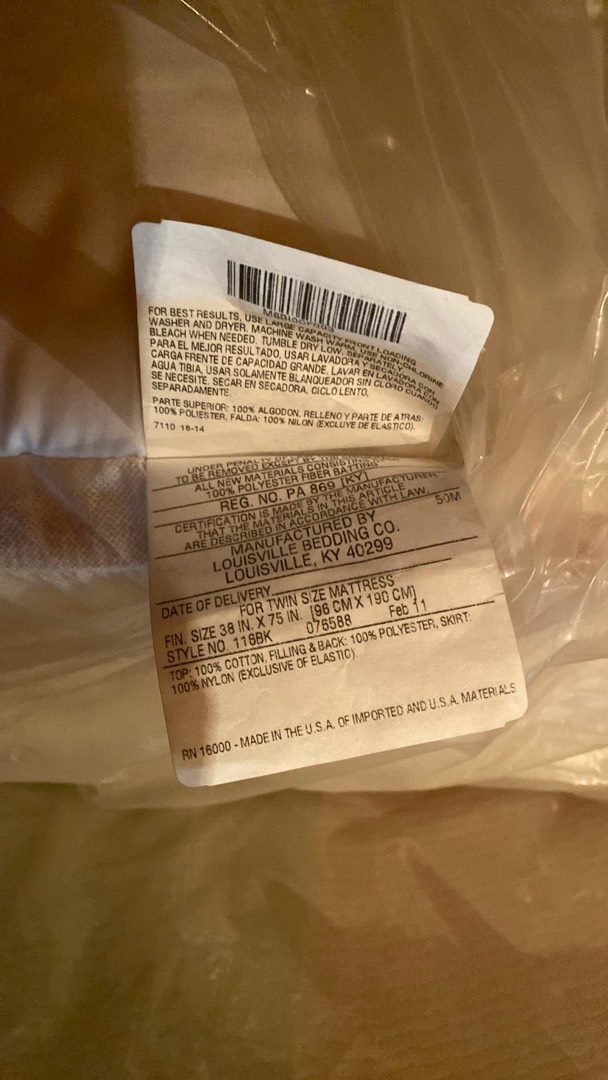 FOR BEST RESULTS, USE LARGE CAPACITY FRONT LOADING
WASHER AND DRYER. MACHINE WASH WARM, USE NON-CHLORINE
BLEACH WHEN NEEDED. TUMBLE DRY LOW, SEPARATELY
PARA EL MEJOR RESULTADO, USAR LAVADORA Y SECADORA CON
CARGA FRENTE DE CAPACIDAD GRANDE. LAVAR EN LAVADORA CON
AGUA TIBIA, USAR SOLAMENTE BLANQUEADOR SIN CLORO CUANDO
SE NECESITE. SECAR EN SECADORA, CICLO LENTO,
SEPARADAMENTE.
PARTE SUPERIOR: 100% ALGODON, RELLENO Y PARTE DE ATRAS:
100% POLIESTER, FALDA: 100% NILON (EXCLUYE DE ELASTICO).
7110 18-14
UNDER PENALTY
TO BE REMOVED EXCEPT BY
ALL NEW MATERIALS CONSISTING
100% POLYESTER FIBER BATTING
REG. NO. PA 869 [KY]
CERTIFICATION IS MADE BY THE MANUFACTURER
THAT THE MATERIALS IN THIS ARTICLE
ARE DESCRIBED IN ACCORDANCE WITH LAW. 50M
MANUFACTURED BY
LOUISVILLE BEDDING CO.
LOUISVILLE, KY 40299
DATE OF DELIVERY
FOR TWIN SIZE MATTRESS
FIN. SIZE 38 IN. X 75 IN. [96 CM X 190 CM]
STYLE NO. 116BK 076588 Feb 11
TOP: 100% COTTON, FILLING & BACK: 100% POLYESTER, SKIRT:
100% NYLON (EXCLUSIVE OF ELASTIC)
RN 16000 - MADE IN THE U.S.A. OF IMPORTED AND U.S.A. MATERIALS